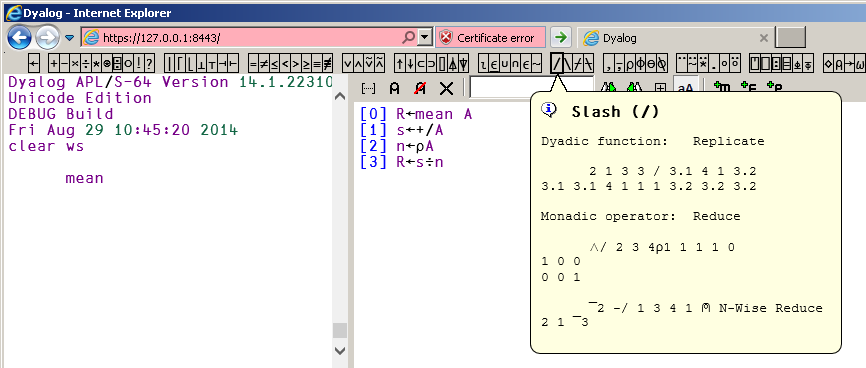 Dyalog - Internet Explorer
https://127.0.0.1:8443/
Certificate error
Dyalog
Dyalog APL/S-64 Version 14.1.22310
Unicode Edition
DEBUG Build
Fri Aug 29 10:45:20 2014
clear ws
mean
[0] R←mean A
[1] s←+/A
[2] n←⍴A
[3] R←s÷n
Slash (/)
Dyadic function: Replicate
2 1 3 3 / 3.1 4 1 3.2
3.1 3.1 4 1 1 1 3.2 3.2 3.2
Monadic operator: Reduce
∧/ 2 3 4⍴1 1 1 1 0
1 0 0
0 0 1
¯2 -/ 1 3 4 1 ⍝ N-Wise Reduce
2 1 ¯3